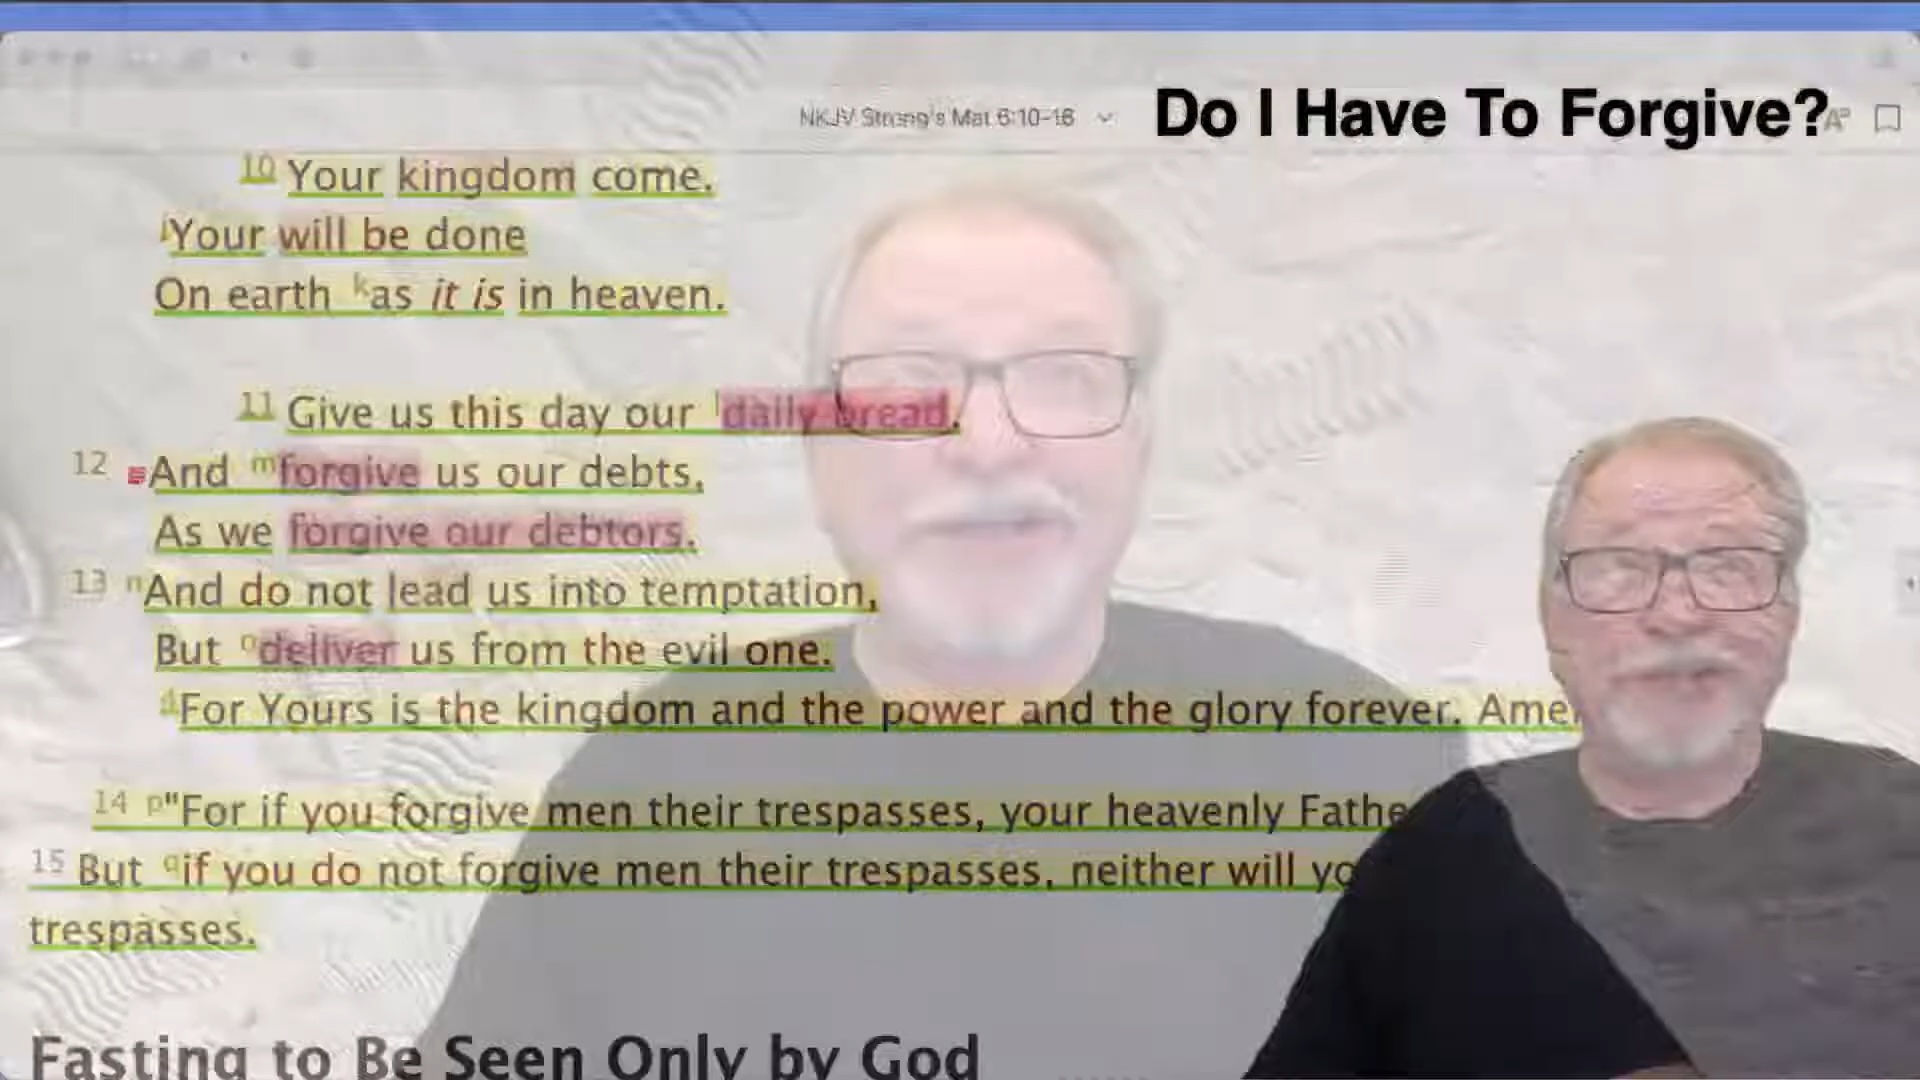 NKJV Strong's Mat 6:10-16
Do I Have To Forgive?
10 Your kingdom come.
Your will be done
On earth k as it is in heaven.
11 Give us this day our l daily bread.
12 And m forgive us our debts,
As we forgive our debtors.
13 n And do not lead us into temptation,
But o deliver us from the evil one.
For Yours is the kingdom and the power and the glory forever. Amen
14 p "For if you forgive men their trespasses, your heavenly Fathe
15 But q if you do not forgive men their trespasses, neither will yo
trespasses.
Fasting to Be Seen Only by God